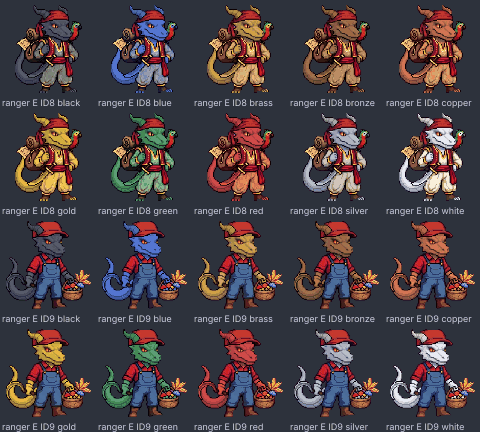 ranger E ID8 black
ranger E ID8 blue
ranger E ID8 brass
ranger E ID8 bronze
ranger E ID8 copper
ranger E ID8 gold
ranger E ID8 green
ranger E ID8 red
ranger E ID8 silver
ranger E ID8 white
ranger E ID9 black
ranger E ID9 blue
ranger E ID9 brass
ranger E ID9 bronze
ranger E ID9 copper
ranger E ID9 gold
ranger E ID9 green
ranger E ID9 red
ranger E ID9 silver
ranger E ID9 white